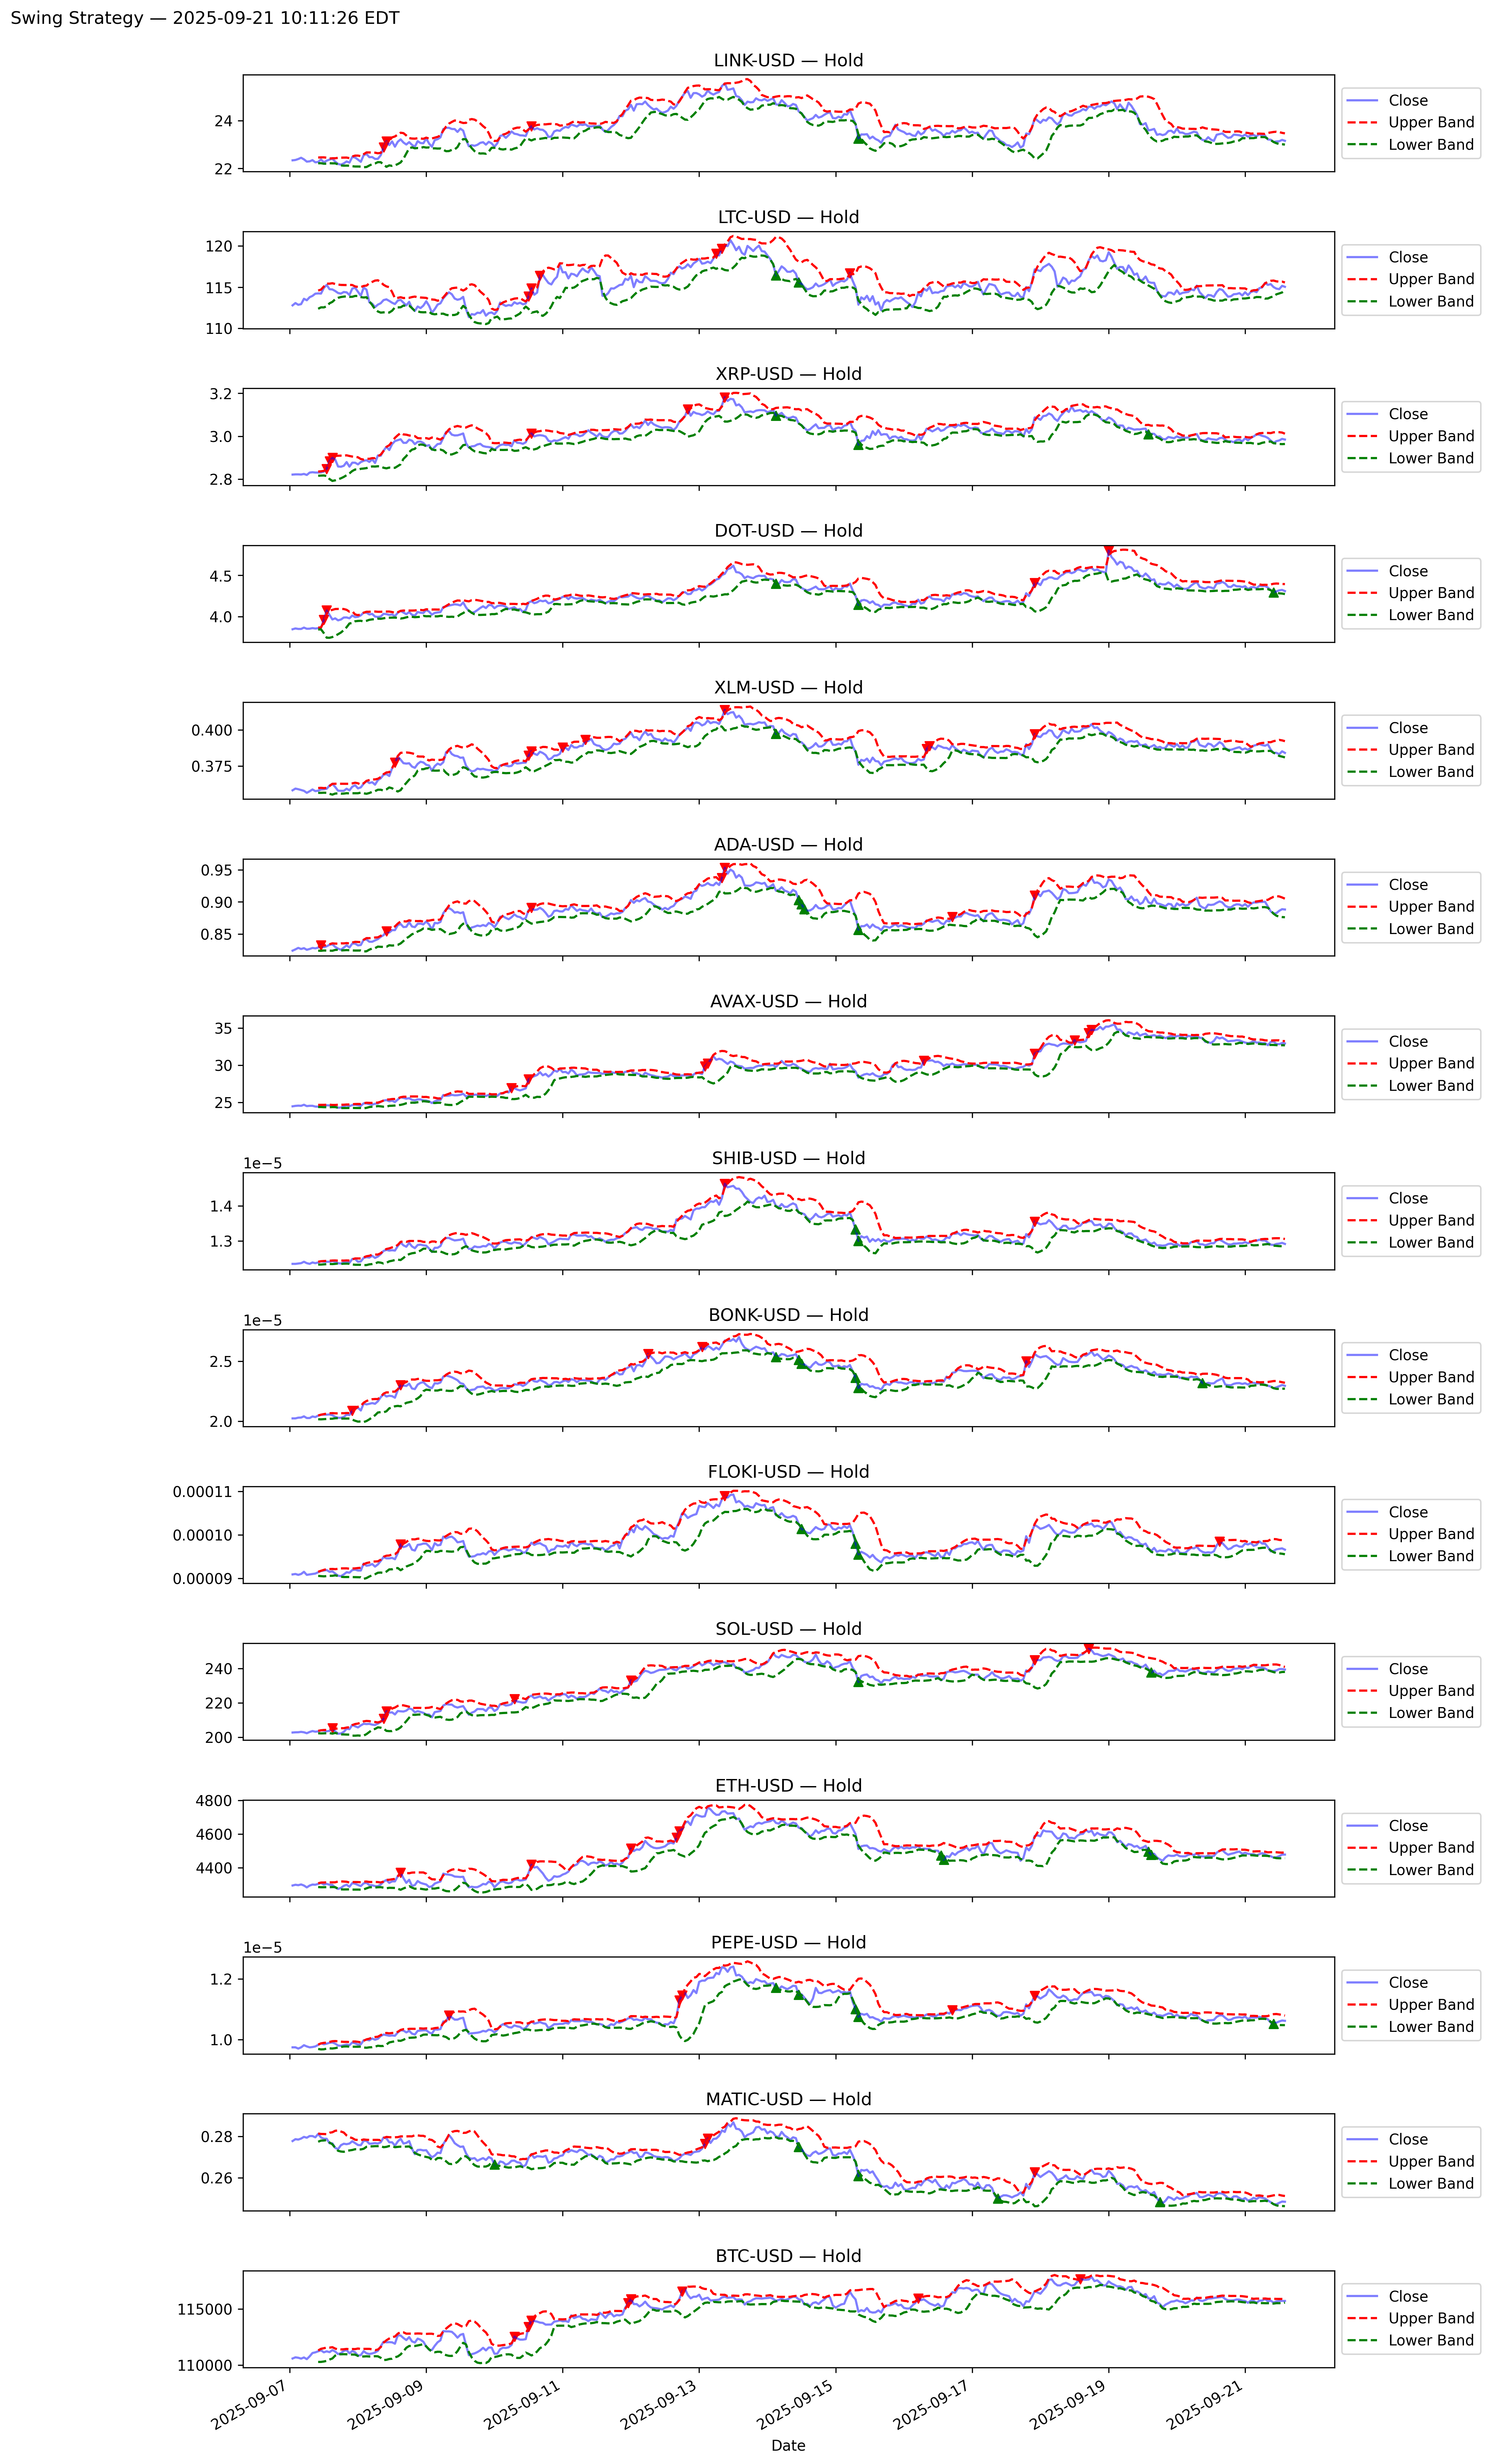 Swing Strategy — 2025-09-21 10:11:26 EDT
LINK-USD — Hold
24
22
Close
Upper Band
Lower Band
LTC-USD — Hold
120
115
110
Close
Upper Band
Lower Band
XRP-USD — Hold
3.2
3.0
2.8
Close
Upper Band
Lower Band
DOT-USD — Hold
4.5
4.0
Close
Upper Band
Lower Band
XLM-USD — Hold
0.400
0.375
Close
Upper Band
Lower Band
ADA-USD — Hold
0.95
0.90
0.85
Close
Upper Band
Lower Band
AVAX-USD — Hold
35
30
25
Close
Upper Band
Lower Band
SHIB-USD — Hold
1e−5
1.4
1.3
Close
Upper Band
Lower Band
BONK-USD — Hold
1e−5
2.5
2.0
Close
Upper Band
Lower Band
FLOKI-USD — Hold
0.00011
0.00010
0.00009
Close
Upper Band
Lower Band
SOL-USD — Hold
240
220
200
Close
Upper Band
Lower Band
ETH-USD — Hold
4800
4600
4400
Close
Upper Band
Lower Band
PEPE-USD — Hold
1e−5
1.2
1.0
Close
Upper Band
Lower Band
MATIC-USD — Hold
0.28
0.26
Close
Upper Band
Lower Band
BTC-USD — Hold
115000
110000
Close
Upper Band
Lower Band
2025-09-07
2025-09-09
2025-09-11
2025-09-13
2025-09-15
2025-09-17
2025-09-19
2025-09-21
Date